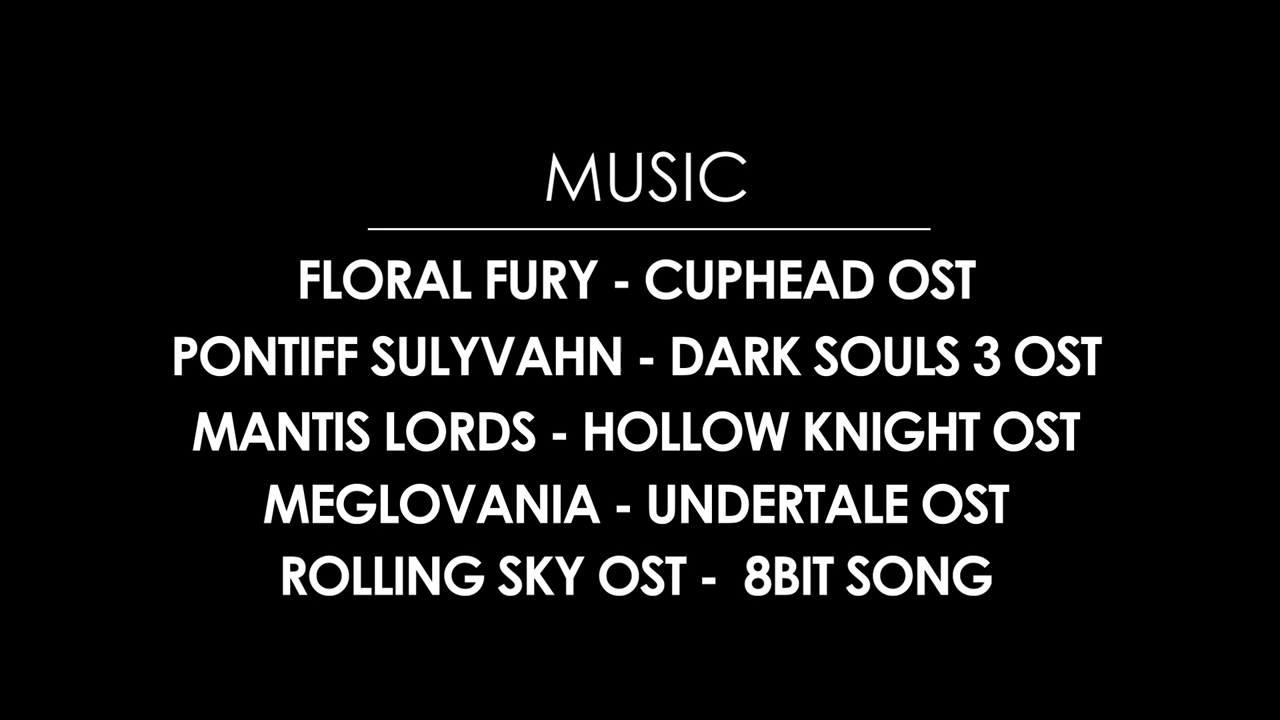 MUSIC
FLORAL FURY - CUPHEAD OST
PONTIFF SULYVAHN - DARK SOULS 3 OST
MANTIS LORDS - HOLLOW KNIGHT OST
MEGLOVANIA - UNDERTALE OST
ROLLING SKY OST -  8BIT SONG